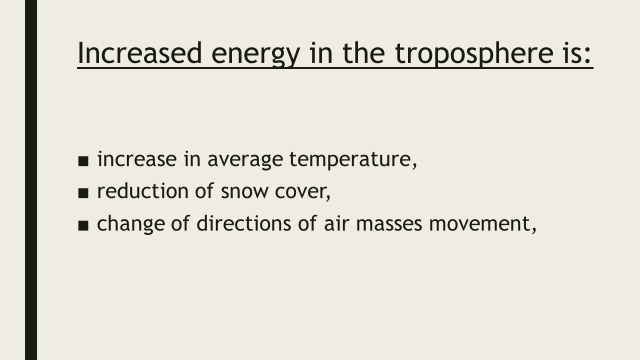 Increased energy in the troposphere is:
■ increase in average temperature,
■ reduction of snow cover,
■ change of directions of air masses movement,